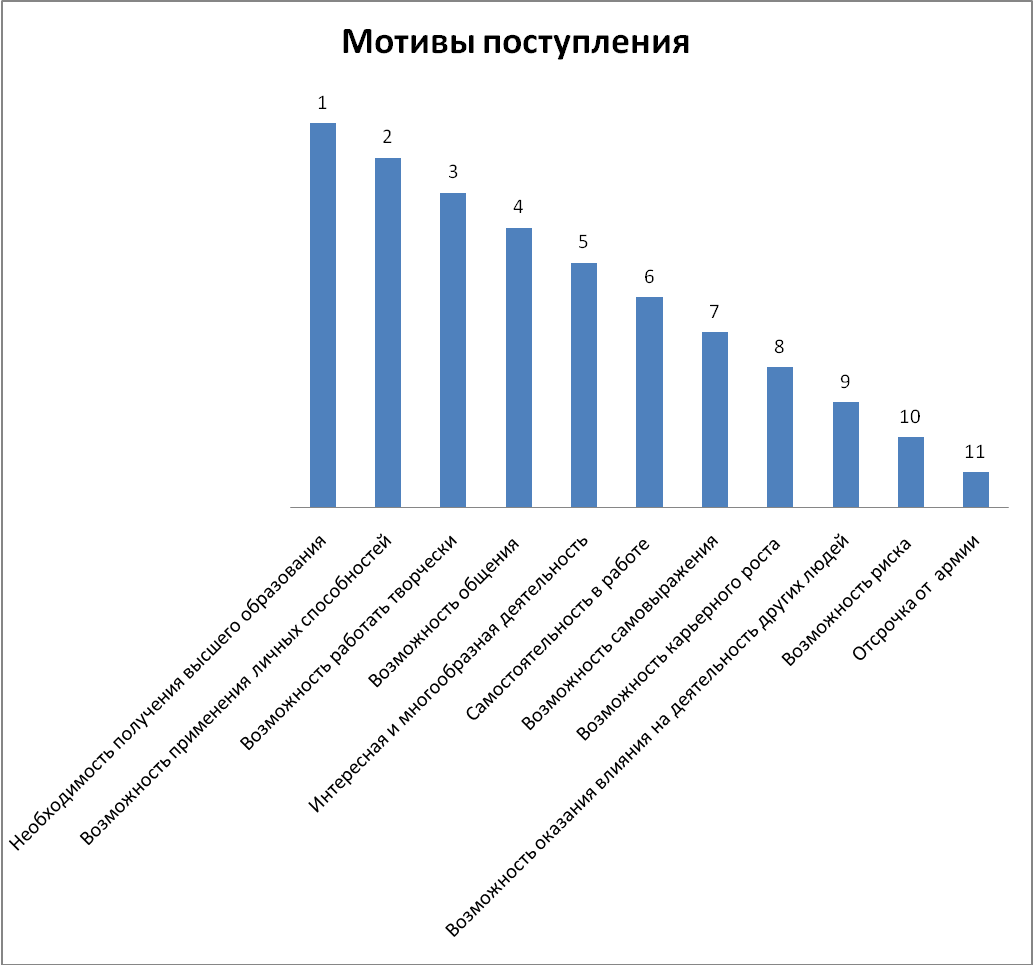 Мотивы поступления
1
2
3
4
5
6
7
8
9
10
11
Необходимость получения высшего образования
Возможность применения личных способностей
Возможность работать творчески
Возможность общения
Интересная и многообразная деятельность
Самостоятельность в работе
Возможность самовыражения
Возможность карьерного роста
Возможность оказания влияния на деятельность других людей
Возможность риска
Отсрочка от армии